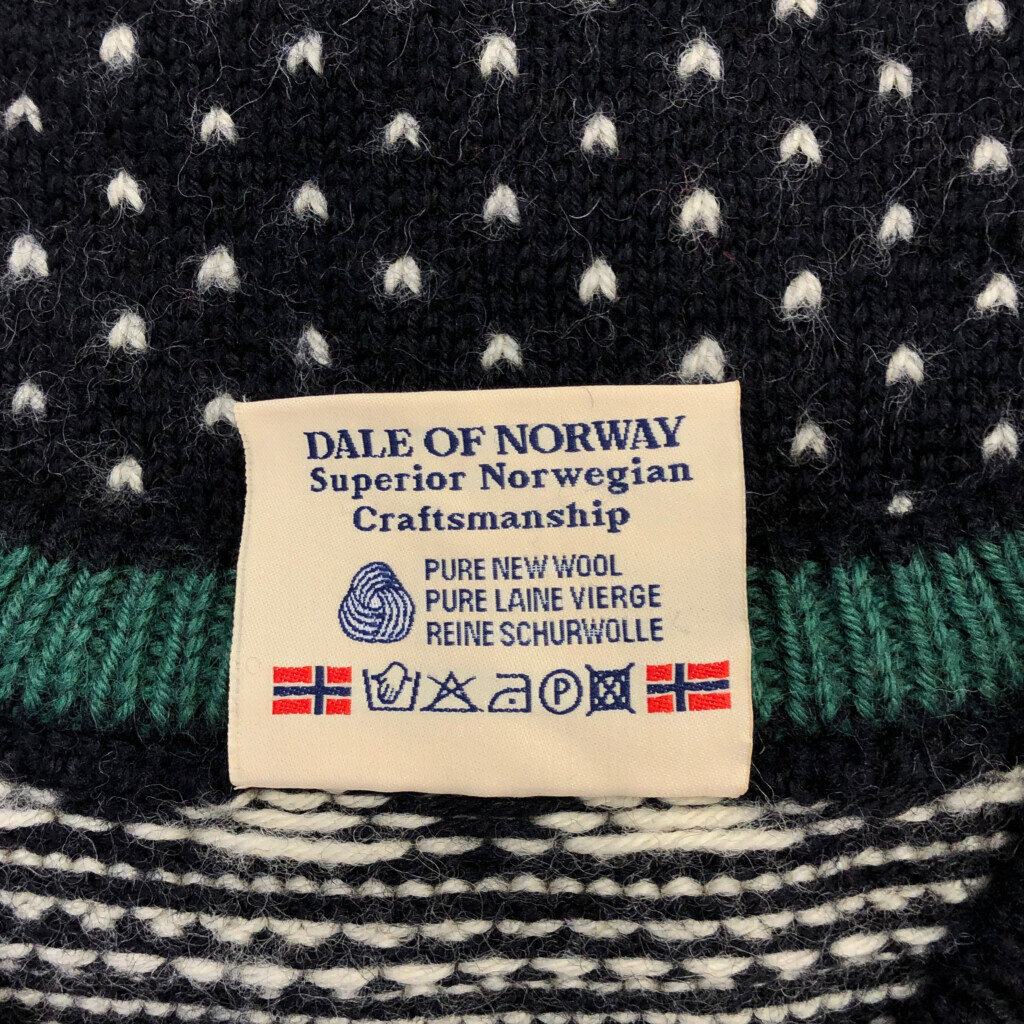 DALE OF NORWAY
Superior Norwegian
Craftsmanship
PURE NEW WOOL
PURE LAINE VIERGE
REINE SCHURWOLLE
P